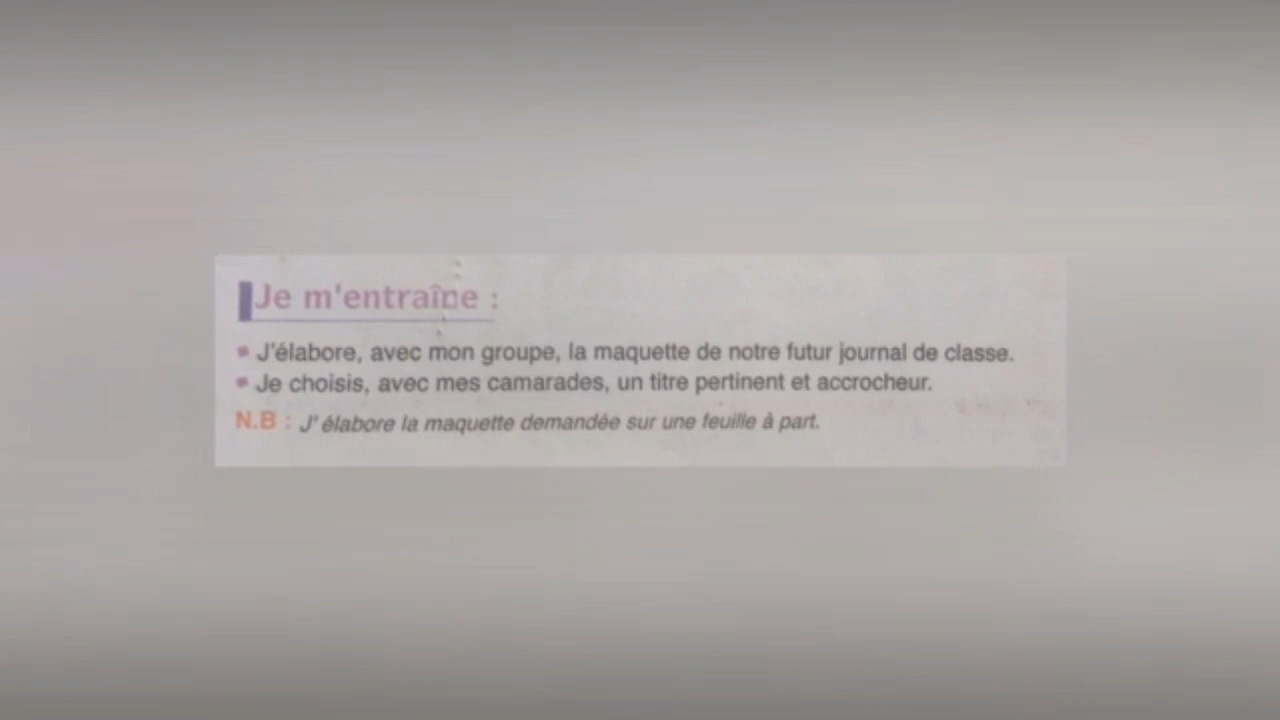 Je m'entraîne :
J'élabore, avec mon groupe, la maquette de notre futur journal de classe.
Je choisis, avec mes camarades, un titre pertinent et accrocheur.
N.B : J'élabore la maquette demandée sur une feuille à part.